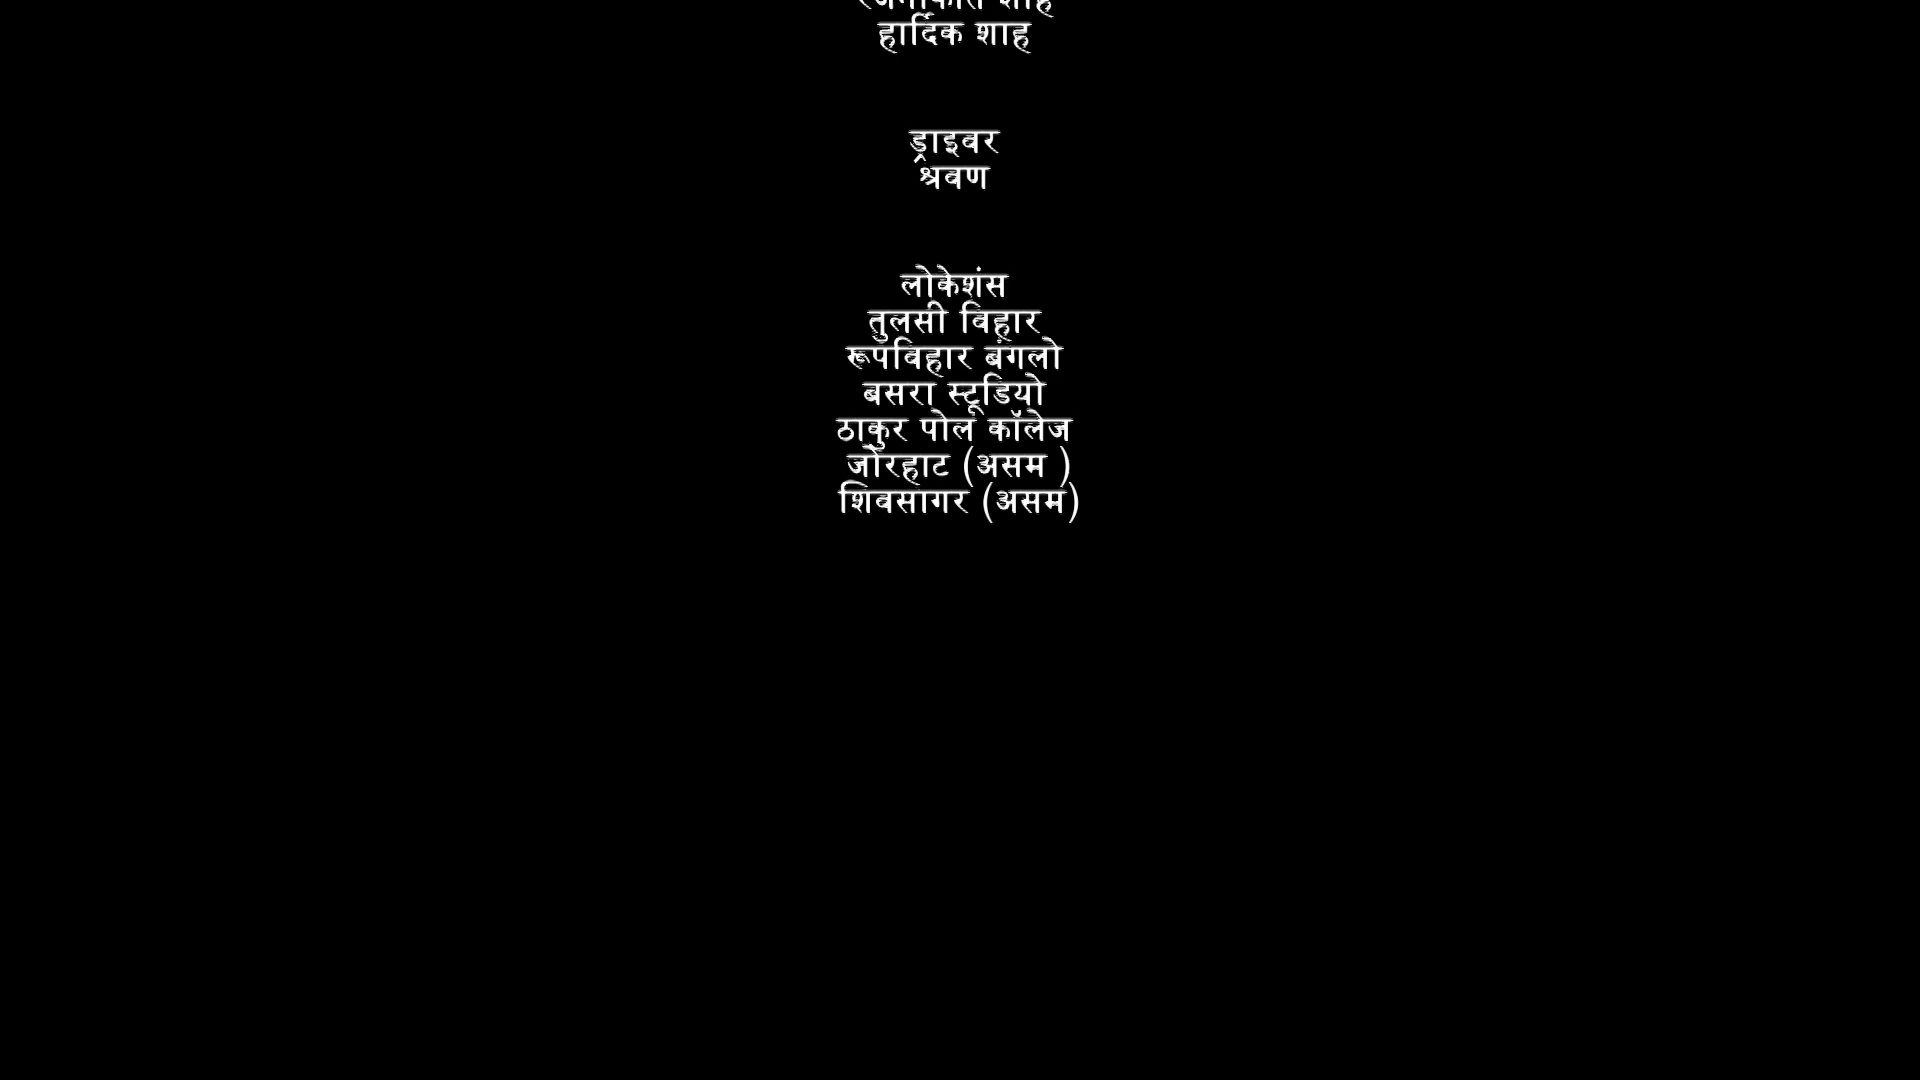 शाह
हार्दिक शाह
ड्राइवर
श्रवण
लोकेशंस
तुलसी विहार
रूपविहार बंगलो
बसरा स्टूडियो
ठाकुर पोल कॉलेज
जोरहाट (असम )
शिवसागर (असम)